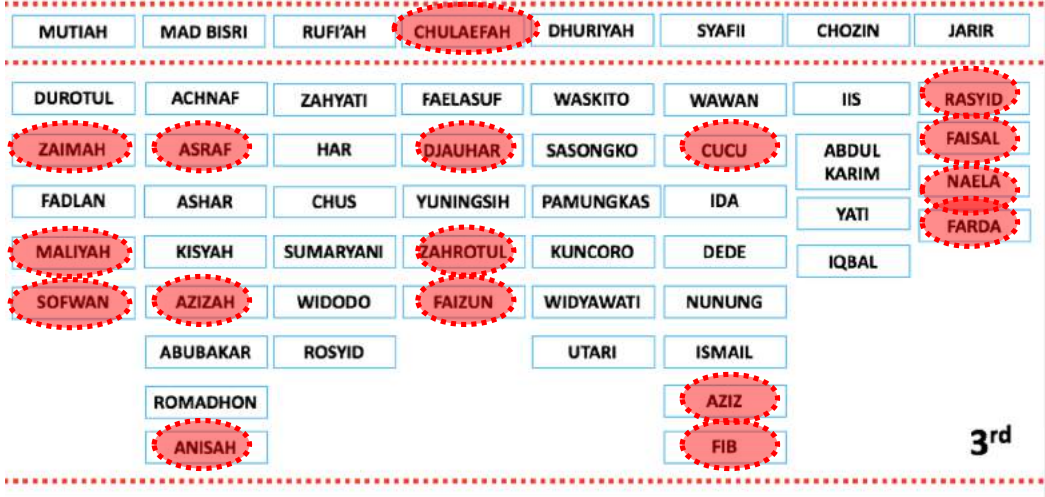 MUTIAH MAD BISRI RUFI'AH CHULAEFAH DHURIYAH SYAFII CHOZIN JARIR
DUROTUL ACHNAF ZAHYATI FAELASUF WASKITO WAWAN IIS RASYID
ZAIMAH ASRAF HAR DJAUHAR SASONGKO CUCU ABDUL KARIM FAISAL
FADLAN ASHAR CHUS YUNINGSIH PAMUNGKAS IDA YATI NAELA
MALIYAH KISYAH SUMARYANI ZAHROTUL KUNCORO DEDE IQBAL FARDA
SOFWAN AZIZAH WIDODO FAIZUN WIDYAWATI NUNUNG
ABUBAKAR ROSYID UTARI ISMAIL
ROMADHON AZIZ
ANISAH FIB 3rd